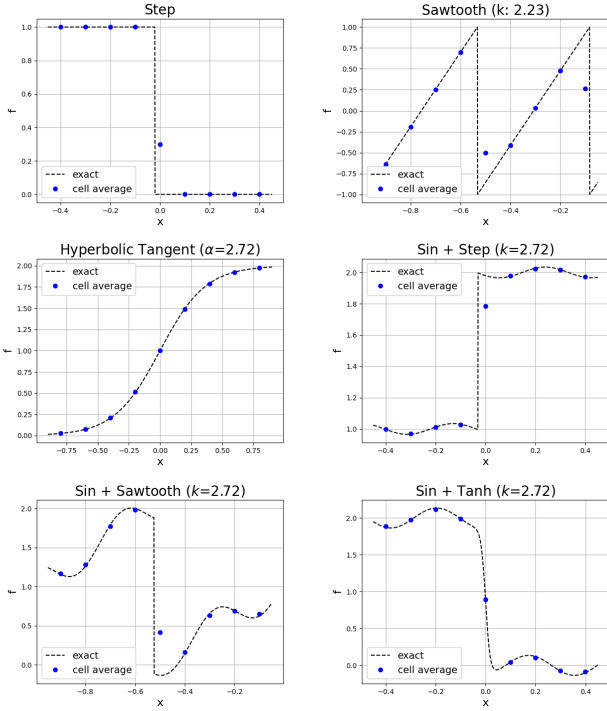 Step
f
1.0
0.8
0.6
0.4
0.2
0.0
exact
cell average
−0.4
−0.2
0.0
0.2
0.4
x
Sawtooth (k: 2.23)
f
1.00
0.75
0.50
0.25
0.00
−0.25
−0.50
−0.75
−1.00
exact
cell average
−0.8
−0.6
−0.4
−0.2
x
Hyperbolic Tangent (α=2.72)
f
2.00
1.75
1.50
1.25
1.00
0.75
0.50
0.25
0.00
exact
cell average
−0.75
−0.50
−0.25
0.00
0.25
0.50
0.75
x
Sin + Step (k=2.72)
f
2.0
1.8
1.6
1.4
1.2
1.0
exact
cell average
−0.4
−0.2
0.0
0.2
0.4
x
Sin + Sawtooth (k=2.72)
f
2.0
1.5
1.0
0.5
0.0
exact
cell average
−0.8
−0.6
−0.4
−0.2
x
Sin + Tanh (k=2.72)
f
2.0
1.5
1.0
0.5
0.0
exact
cell average
−0.4
−0.2
0.0
0.2
0.4
x